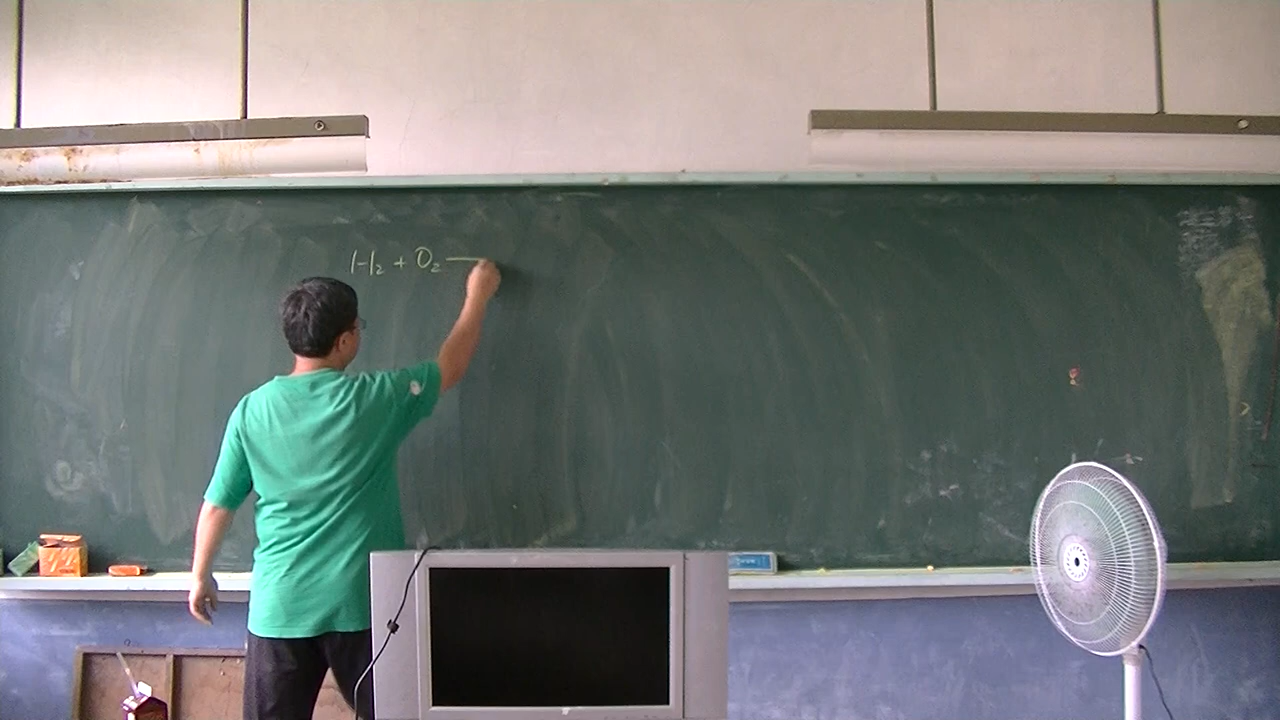 H₂ + O₂ —